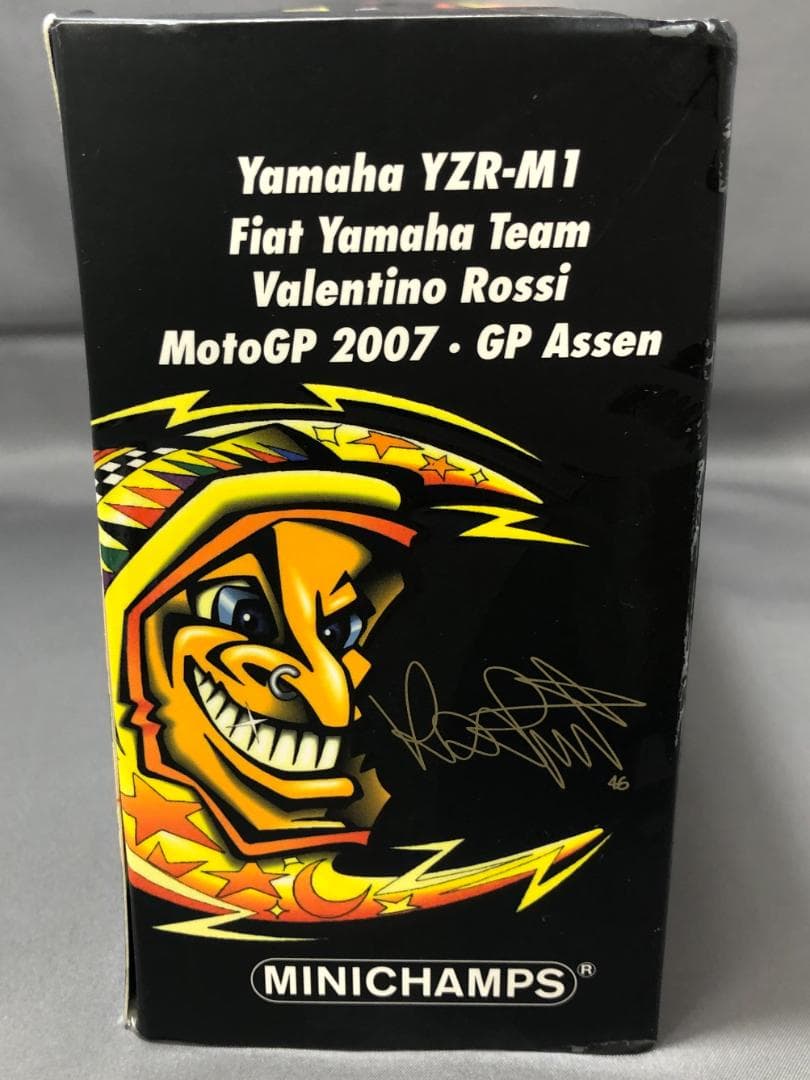 Yamaha YZR-M1
Fiat Yamaha Team
Valentino Rossi
MotoGP 2007 · GP Assen
46
MINICHAMPS®